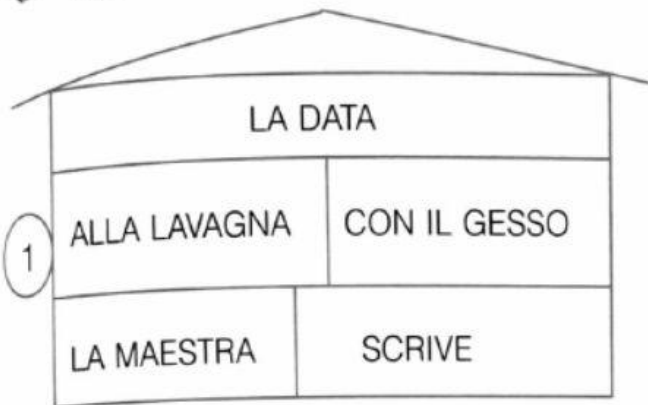 LA DATA
ALLA LAVAGNA CON IL GESSO
1
LA MAESTRA SCRIVE